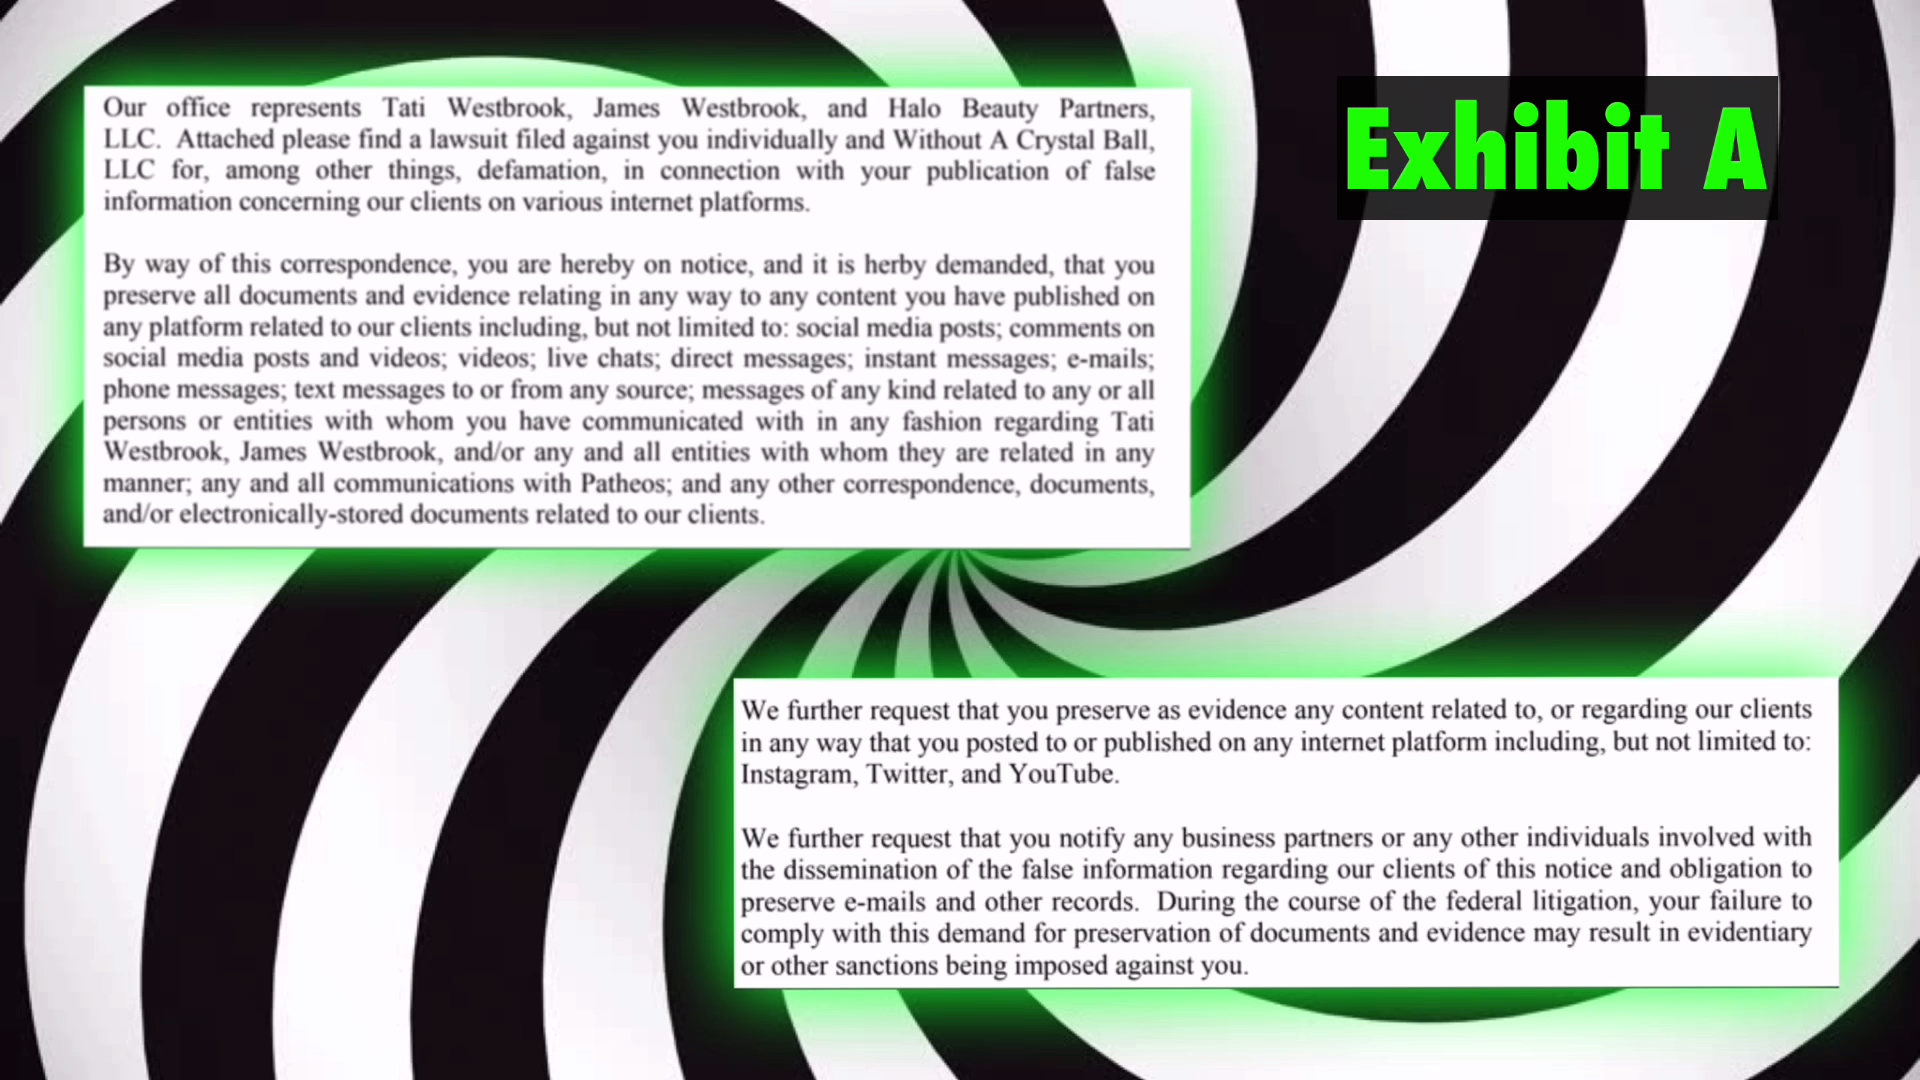 Exhibit A
Our office represents Tati Westbrook, James Westbrook, and Halo Beauty Partners,
LLC. Attached please find a lawsuit filed against you individually and Without A Crystal Ball,
LLC for, among other things, defamation, in connection with your publication of false
information concerning our clients on various internet platforms.
By way of this correspondence, you are hereby on notice, and it is herby demanded, that you
preserve all documents and evidence relating in any way to any content you have published on
any platform related to our clients including, but not limited to: social media posts; comments on
social media posts and videos; videos; live chats; direct messages; instant messages; e-mails;
phone messages; text messages to or from any source; messages of any kind related to any or all
persons or entities with whom you have communicated with in any fashion regarding Tati
Westbrook, James Westbrook, and/or any and all entities with whom they are related in any
manner; any and all communications with Patheos; and any other correspondence, documents,
and/or electronically-stored documents related to our clients.
We further request that you preserve as evidence any content related to, or regarding our clients
in any way that you posted to or published on any internet platform including, but not limited to:
Instagram, Twitter, and YouTube.
We further request that you notify any business partners or any other individuals involved with
the dissemination of the false information regarding our clients of this notice and obligation to
preserve e-mails and other records. During the course of the federal litigation, your failure to
comply with this demand for preservation of documents and evidence may result in evidentiary
or other sanctions being imposed against you.